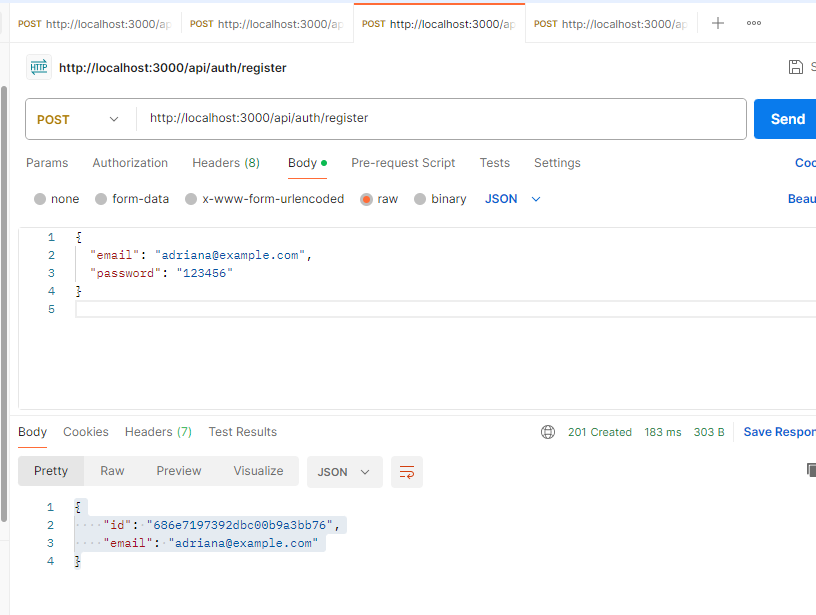 POST http://localhost:3000/ap POST http://localhost:3000/ap POST http://localhost:3000/ap POST http://localhost:3000/ap
HTTP http://localhost:3000/api/auth/register S
POST http://localhost:3000/api/auth/register Send
Params Authorization Headers (8) Body Pre-request Script Tests Settings Coo
none form-data x-www-form-urlencoded raw binary JSON Beau
1 {
2 "email": "adriana@example.com",
3 "password": "123456"
4 }
5
Body Cookies Headers (7) Test Results 201 Created 183 ms 303 B Save Respon
Pretty Raw Preview Visualize JSON
1 {
2 "id": "686e7197392dbc00b9a3bb76",
3 "email": "adriana@example.com"
4 }